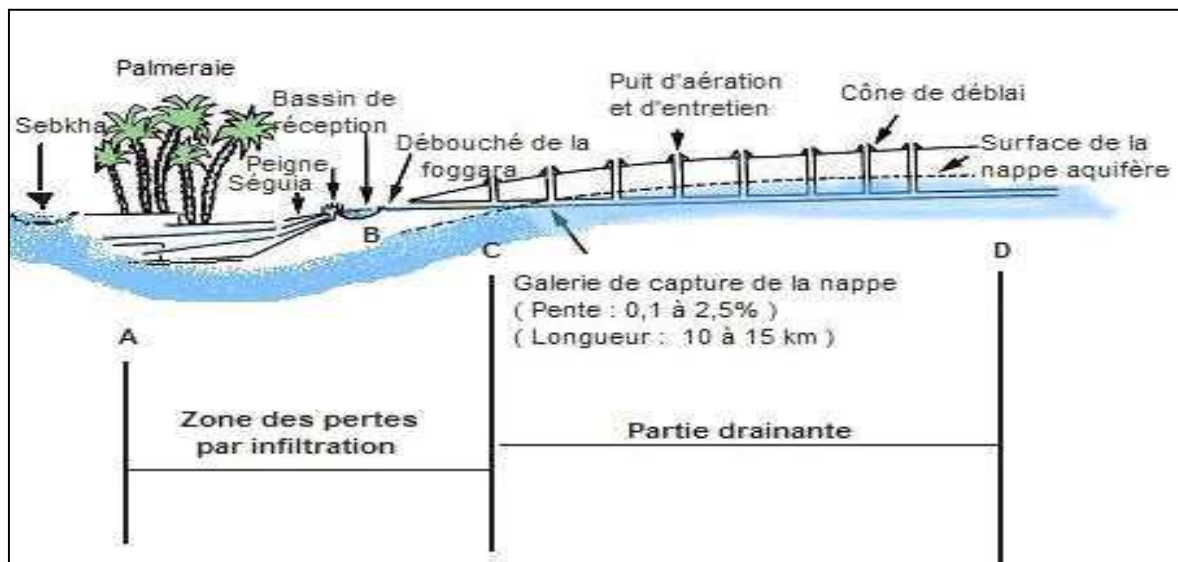 Palmeraie
Sebkha
Bassin de
réception
Peigne
Séguia
Débouché de la
foggara
Puit d'aération
et d'entretien
Cône de déblai
Surface de la
nappe aquifère
B
C
D
Galerie de capture de la nappe
( Pente : 0,1 à 2,5% )
( Longueur : 10 à 15 km )
A
Zone des pertes
par infiltration
Partie drainante